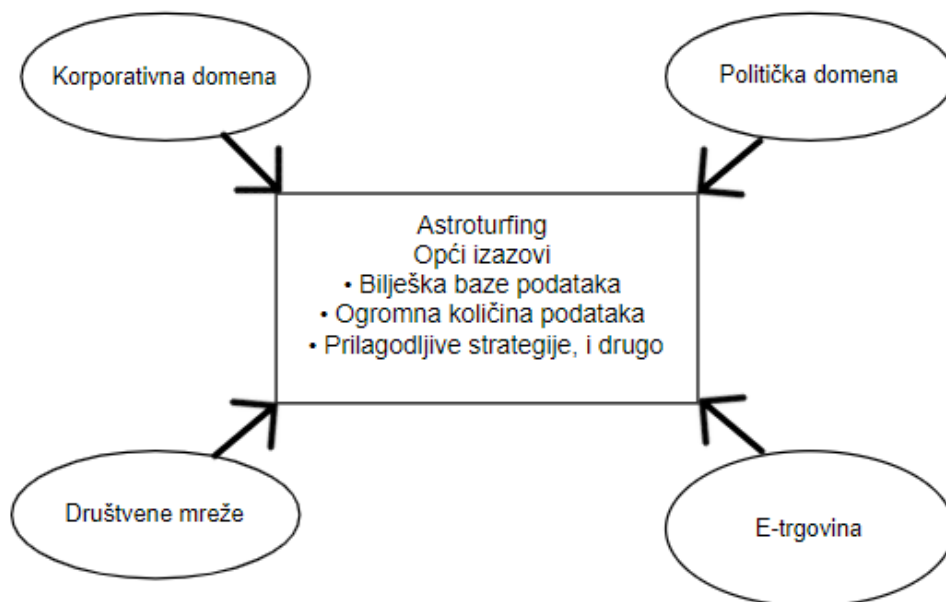 Korporativna domena
Politička domena
Astroturfing
Opći izazovi
• Bilješka baze podataka
• Ogromna količina podataka
• Prilagodljive strategije, i drugo
Društvene mreže
E-trgovina